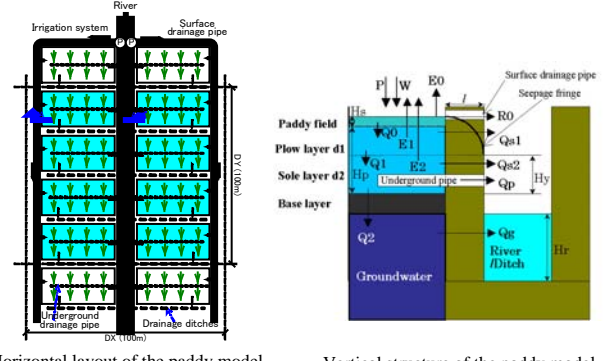 River
Irrigation system
Surface
drainage pipe
P P
DY (100m)
Underground
drainage pipe
Drainage ditches
DX (100m)
Horizontal layout of the paddy model
P W E0
l
Surface drainage pipe
Seepage fringe
Hs
R0
Paddy field
Q0
E1
Qs1
Plow layer d1
Q1
E2
Qs2
Sole layer d2
Hp
Underground pipe
Qp
Hy
Base layer
Q2
Qg
River
/Ditch
Hr
Groundwater
Vertical structure of the paddy model